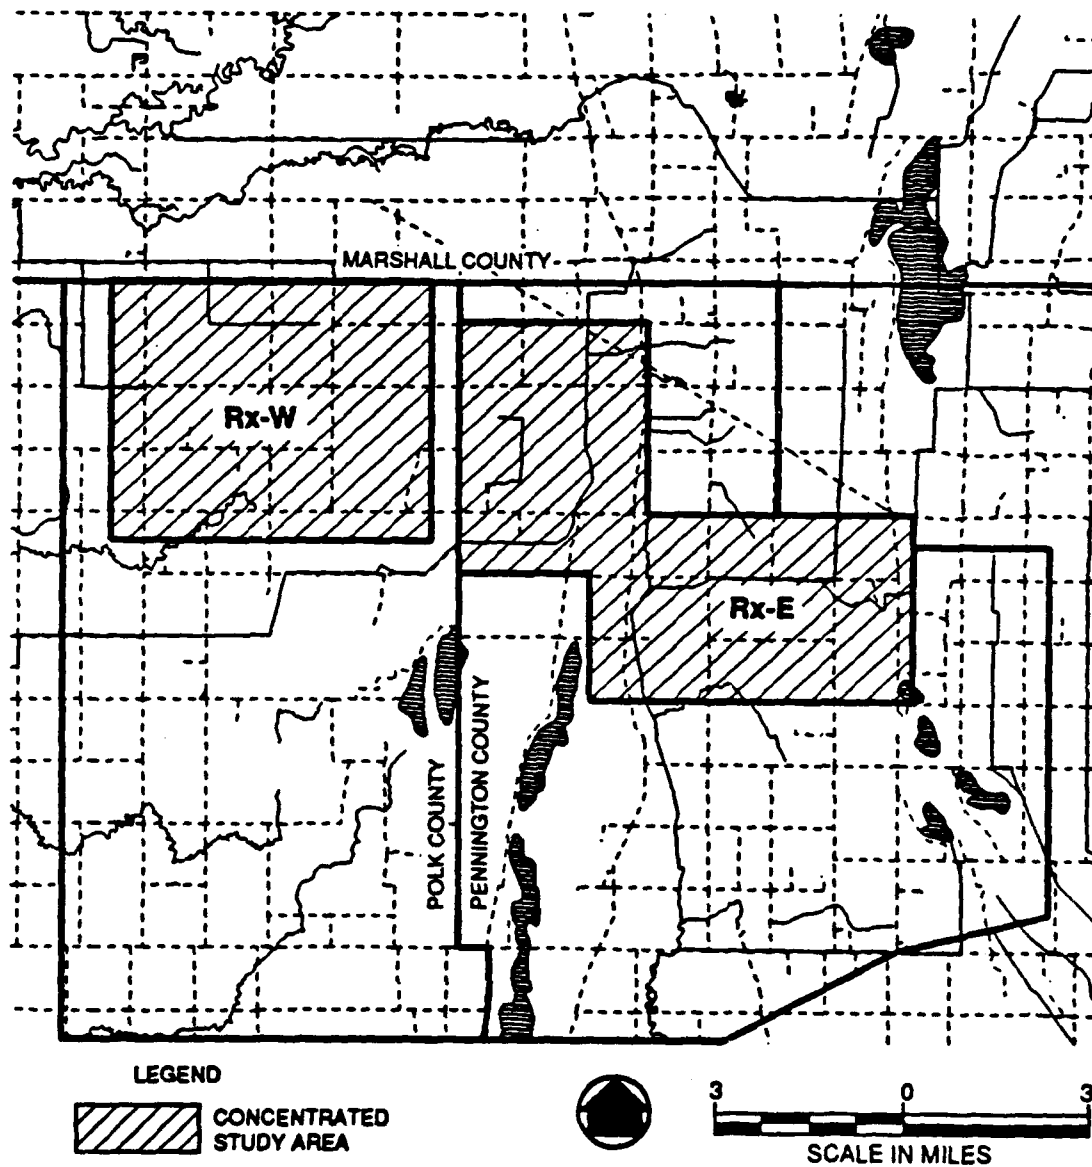 MARSHALL COUNTY
Rx-W
Rx-E
POLK COUNTY
PENNINGTON COUNTY
LEGEND
CONCENTRATED
STUDY AREA
3 0 3
SCALE IN MILES